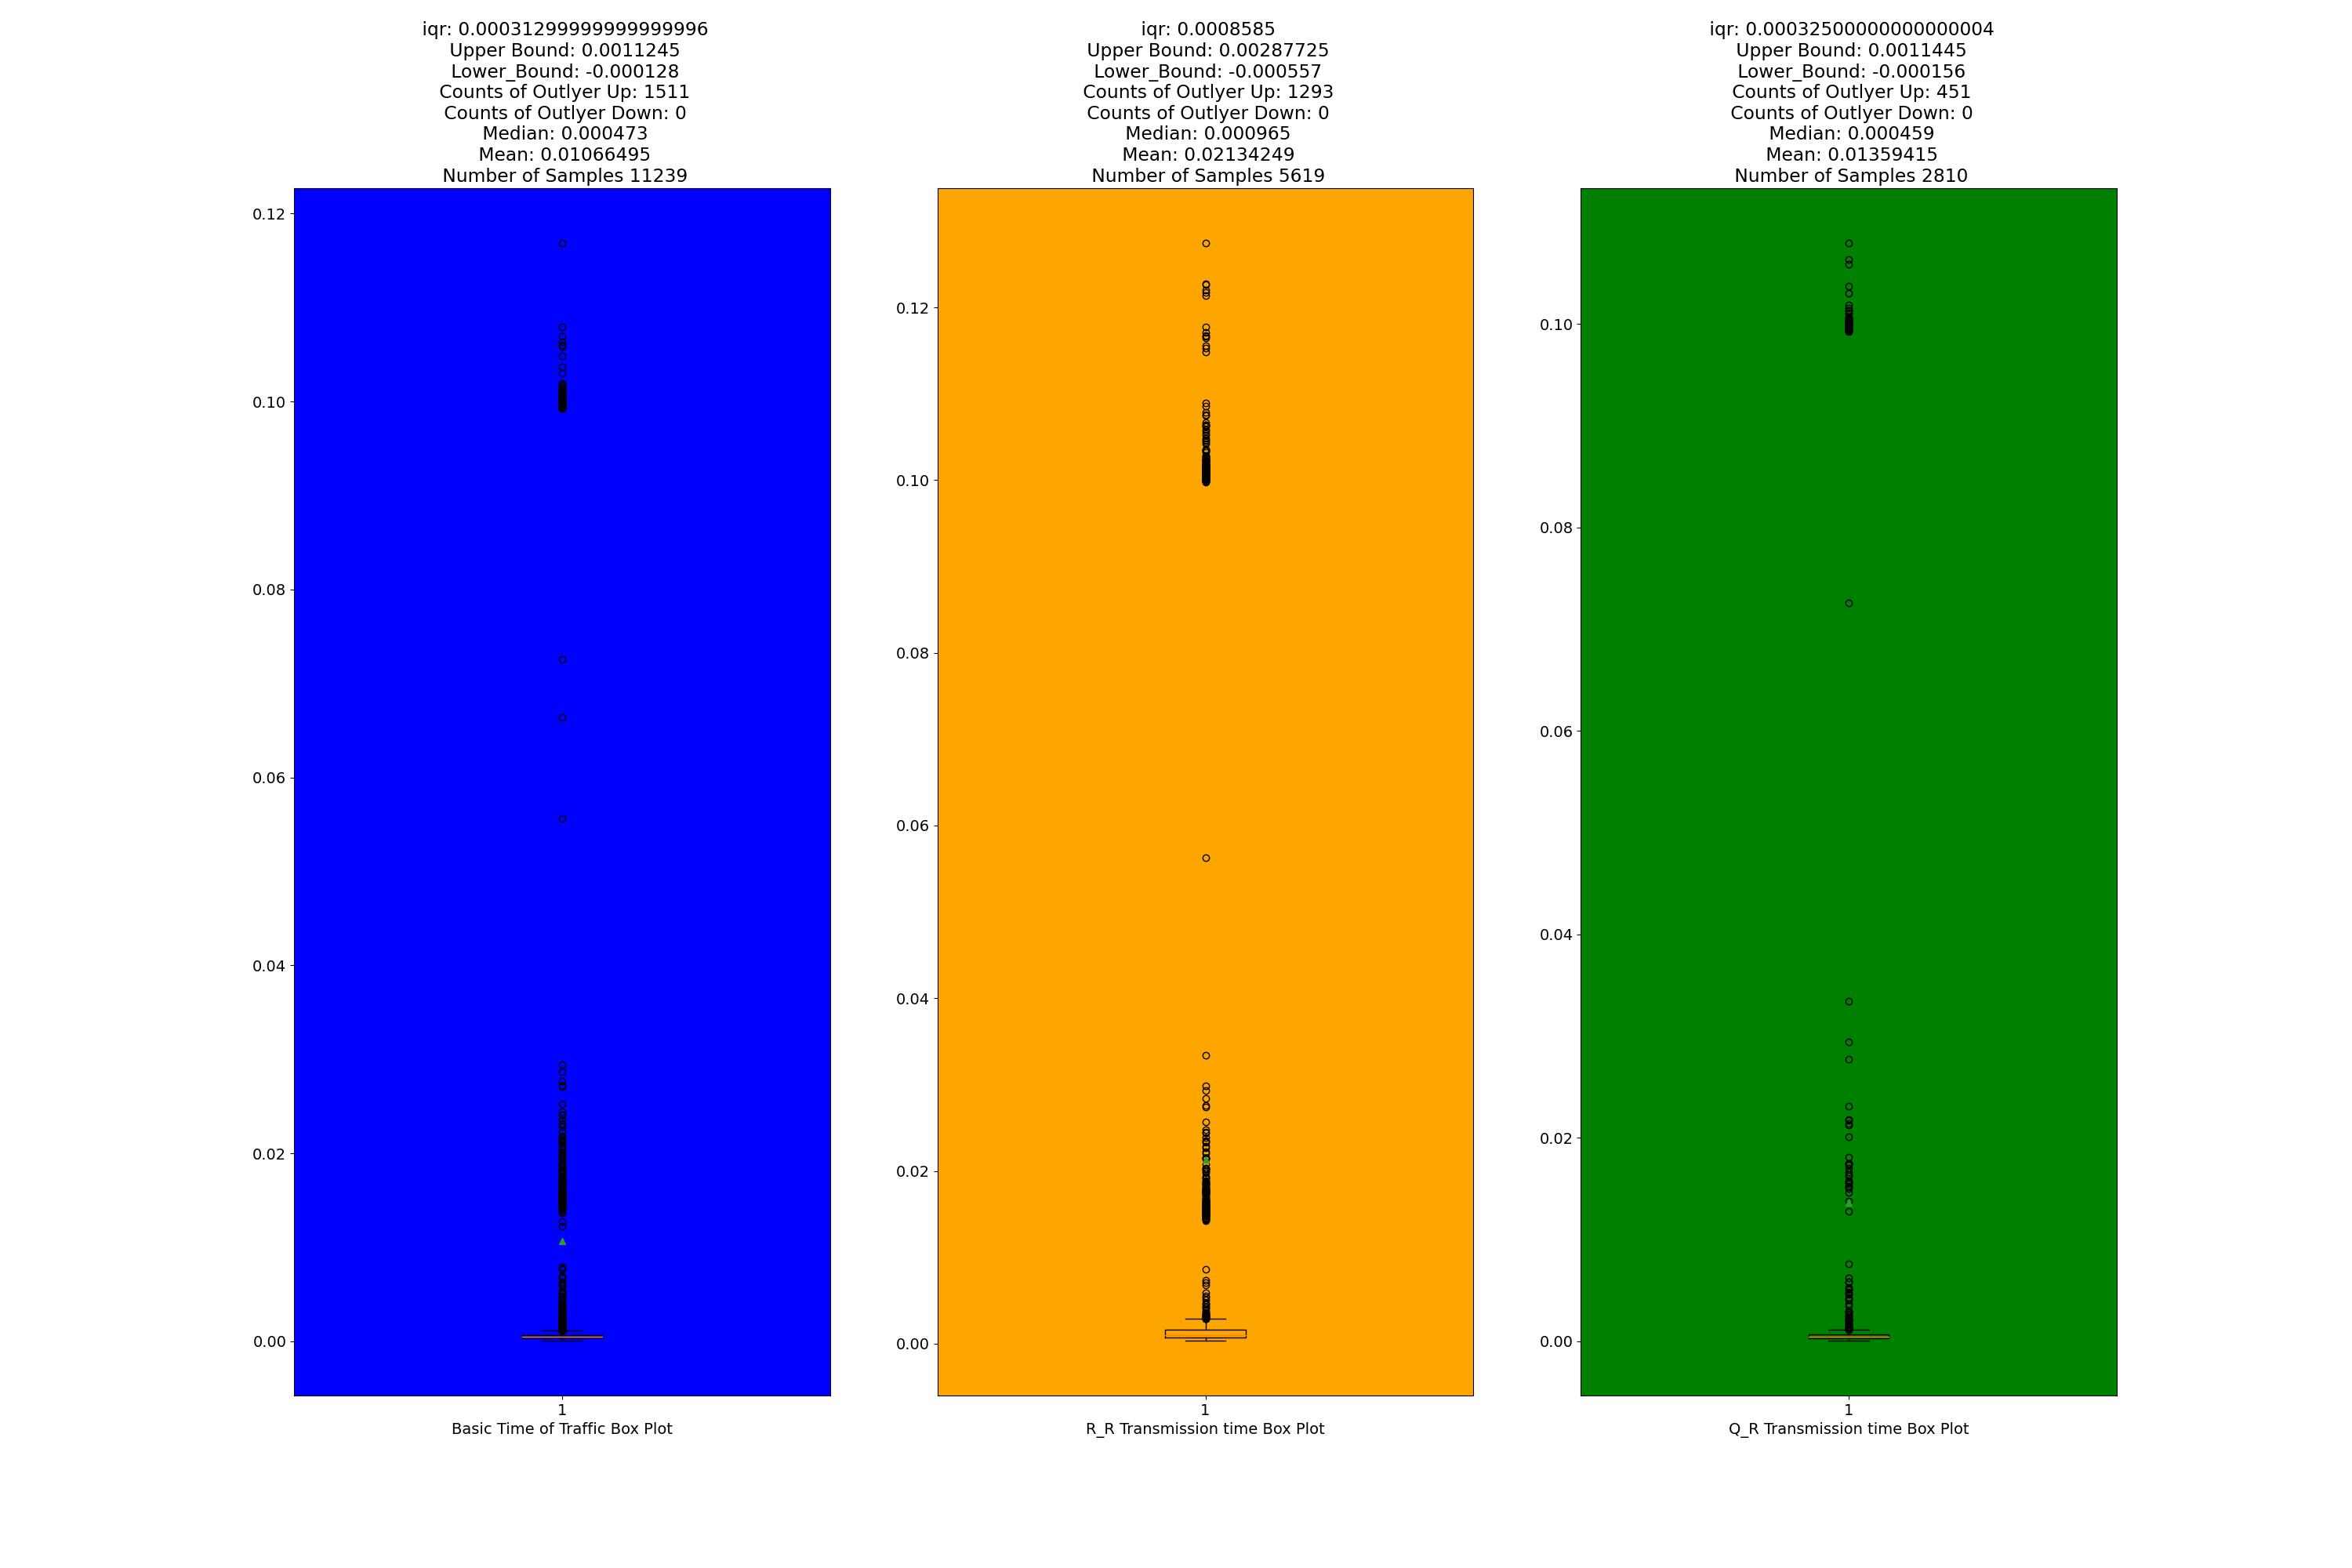 iqr: 0.00031299999999999996
Upper Bound: 0.0011245
Lower_Bound: -0.000128
Counts of Outlyer Up: 1511
Counts of Outlyer Down: 0
Median: 0.000473
Mean: 0.01066495
Number of Samples 11239
0.12
0.10
0.08
0.06
0.04
0.02
0.00
1
Basic Time of Traffic Box Plot
iqr: 0.0008585
Upper Bound: 0.00287725
Lower_Bound: -0.000557
Counts of Outlyer Up: 1293
Counts of Outlyer Down: 0
Median: 0.000965
Mean: 0.02134249
Number of Samples 5619
0.12
0.10
0.08
0.06
0.04
0.02
0.00
1
R_R Transmission time Box Plot
iqr: 0.00032500000000000004
Upper Bound: 0.0011445
Lower_Bound: -0.000156
Counts of Outlyer Up: 451
Counts of Outlyer Down: 0
Median: 0.000459
Mean: 0.01359415
Number of Samples 2810
0.10
0.08
0.06
0.04
0.02
0.00
1
Q_R Transmission time Box Plot